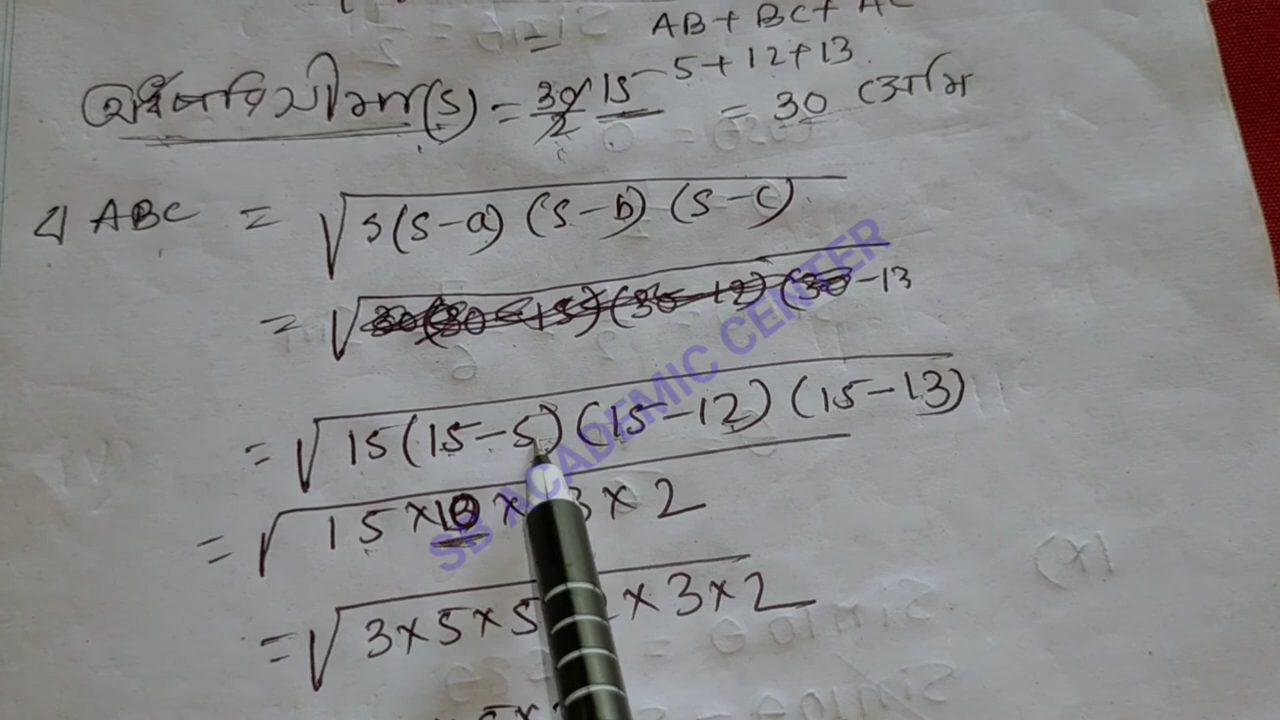 AB + BC + AC
5 + 12 + 13
অর্ধপরিসীমা (S) = 30/2 15 = 30 সেমি
Δ ABC = √s(s-a) (s-b) (s-c)
= √30(30-15)(30-12)(30-13
= √15(15-5)(15-12)(15-13)
= √15×10×3×2
= √3×5×5 ×3×2
SB ACADEMIC CENTER